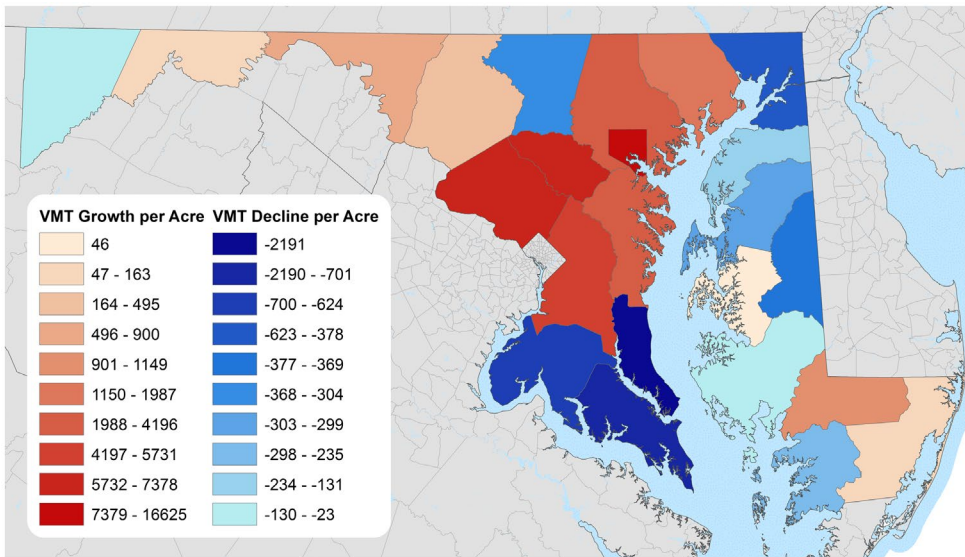 VMT Growth per Acre VMT Decline per Acre
46 -2191
47 - 163 -2190 - -701
164 - 495 -700 - -624
496 - 900 -623 - -378
901 - 1149 -377 - -369
1150 - 1987 -368 - -304
1988 - 4196 -303 - -299
4197 - 5731 -298 - -235
5732 - 7378 -234 - -131
7379 - 16625 -130 - -23